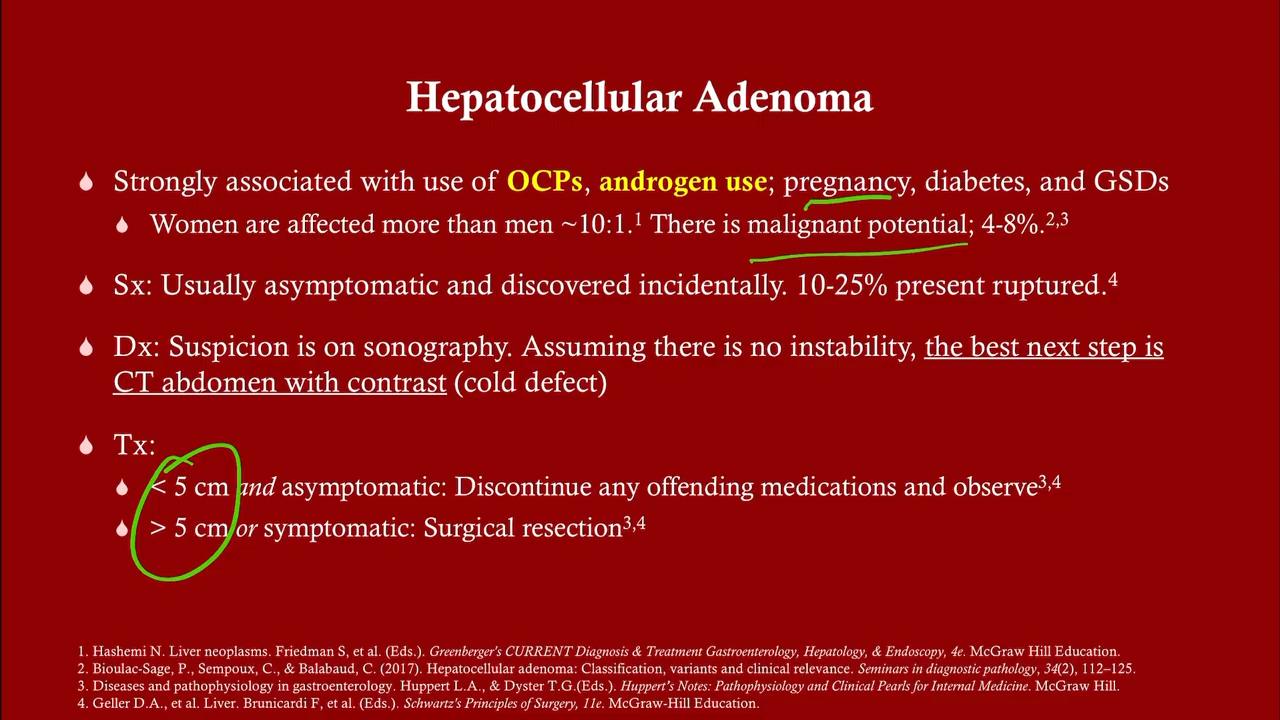 Hepatocellular Adenoma
Strongly associated with use of OCPs, androgen use; pregnancy, diabetes, and GSDs
Women are affected more than men ~10:1.¹ There is malignant potential; 4-8%.²,³
Sx: Usually asymptomatic and discovered incidentally. 10-25% present ruptured.⁴
Dx: Suspicion is on sonography. Assuming there is no instability, the best next step is
CT abdomen with contrast (cold defect)
Tx:
< 5 cm and asymptomatic: Discontinue any offending medications and observe³,⁴
> 5 cm or symptomatic: Surgical resection³,⁴
1. Hashemi N. Liver neoplasms. Friedman S, et al. (Eds.). Greenberger's CURRENT Diagnosis & Treatment Gastroenterology, Hepatology, & Endoscopy, 4e. McGraw Hill Education.
2. Bioulac-Sage, P., Sempoux, C., & Balabaud, C. (2017). Hepatocellular adenoma: Classification, variants and clinical relevance. Seminars in diagnostic pathology, 34(2), 112–125.
3. Diseases and pathophysiology in gastroenterology. Huppert L.A., & Dyster T.G.(Eds.). Huppert's Notes: Pathophysiology and Clinical Pearls for Internal Medicine. McGraw Hill.
4. Geller D.A., et al. Liver. Brunicardi F, et al. (Eds.). Schwartz's Principles of Surgery, 11e. McGraw-Hill Education.